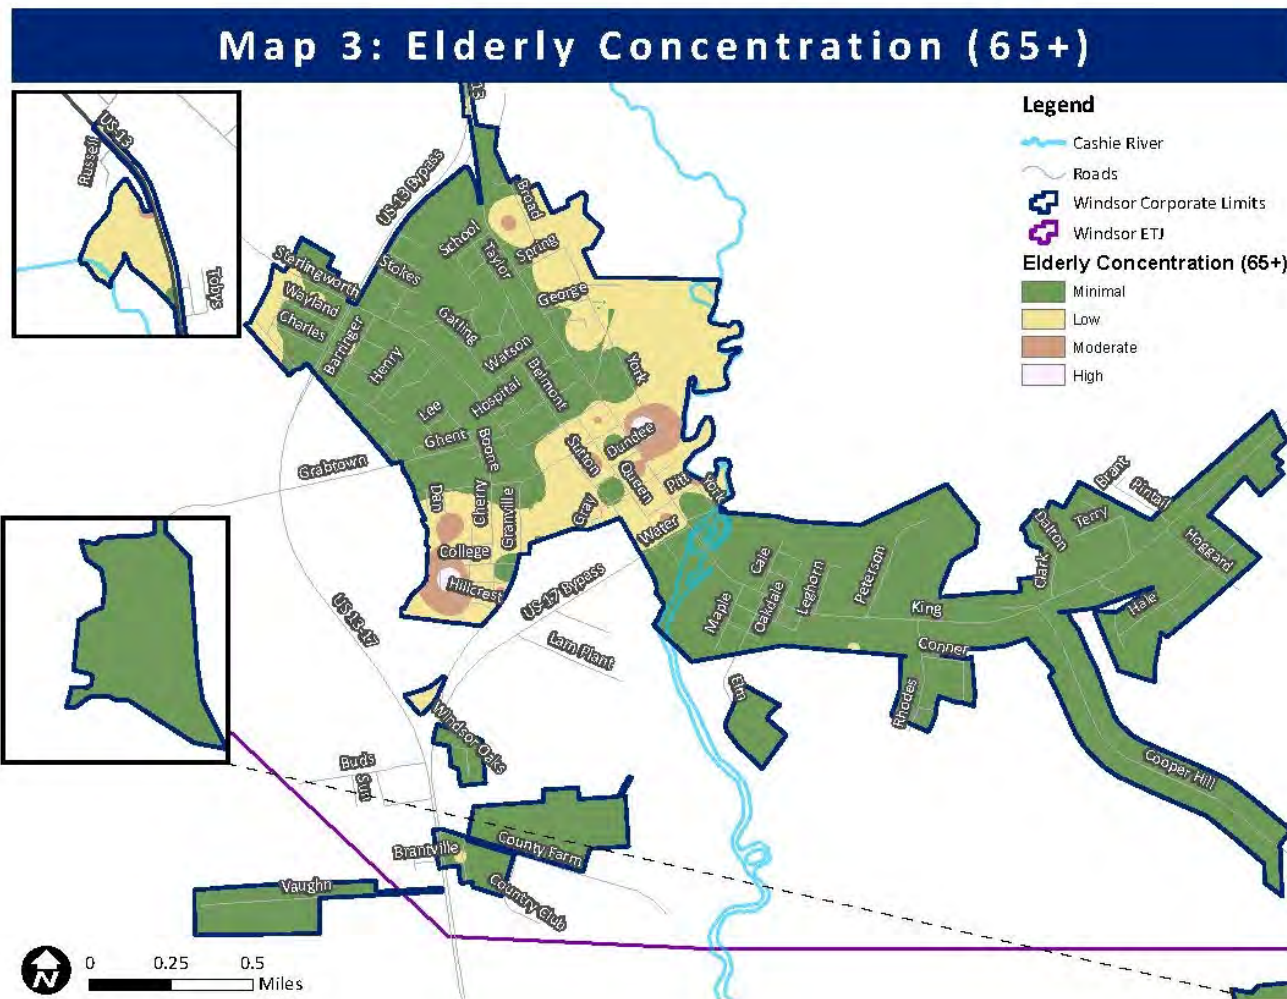 Map 3: Elderly Concentration (65+)
Legend
Cashie River
Roads
Windsor Corporate Limits
Windsor ETJ
Elderly Concentration (65+)
Minimal
Low
Moderate
High
US-13
Russell
Tobys
13
US-13 Bypass
Broad
School
Taylor
Spring
Sterlingworth
Stokes
Wayland
George
Charles
Barringer
Gatling
Henry
Watson
York
Belmont
Hospital
Lee
Ghent
Boone
Sutton
Dundee
Grabtown
Queen
Pitt
York
Dan
Cherry
Granville
Gray
Water
College
Hillcrest
US-17 Bypass
US 13-17
Lam Plant
Cale
Maple
Oakdale
Leghorn
Peterson
King
Conner
Rhodes
Elm
Brant
Pintail
Dalton
Terry
Hoggard
Clark
Hale
Cooper Hill
Windsor Oaks
Buds
Sun
Brantville
County Farm
Vaughn
Country Club
N
0 0.25 0.5
Miles